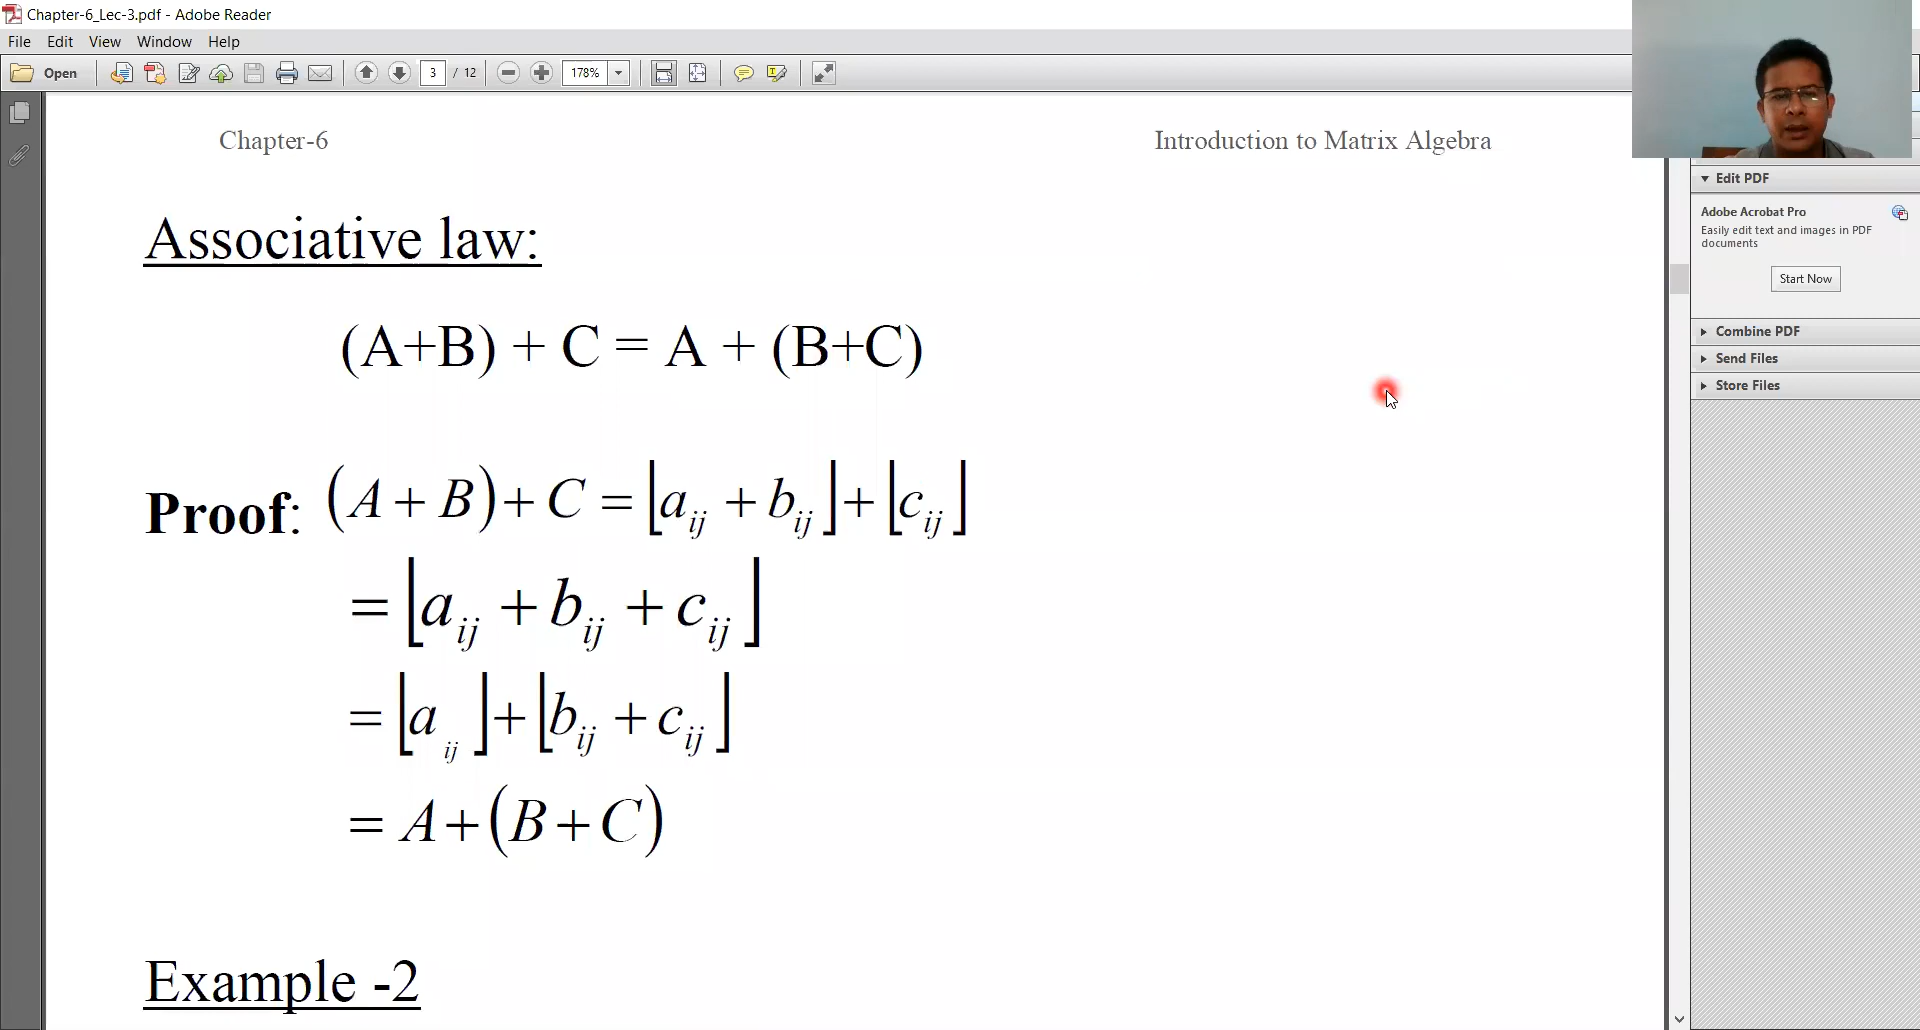 Chapter-6_Lec-3.pdf - Adobe Reader
File Edit View Window Help
Open 3 / 12 178%
Chapter-6 Introduction to Matrix Algebra
Associative law:
(A+B) + C = A + (B+C)
Proof: (A + B) + C = ⌊a_ij + b_ij⌋ + ⌊c_ij⌋
= ⌊a_ij + b_ij + c_ij⌋
= ⌊a_ij⌋ + ⌊b_ij + c_ij⌋
= A + (B + C)
Example -2
Edit PDF
Adobe Acrobat Pro
Easily edit text and images in PDF
documents
Start Now
Combine PDF
Send Files
Store Files